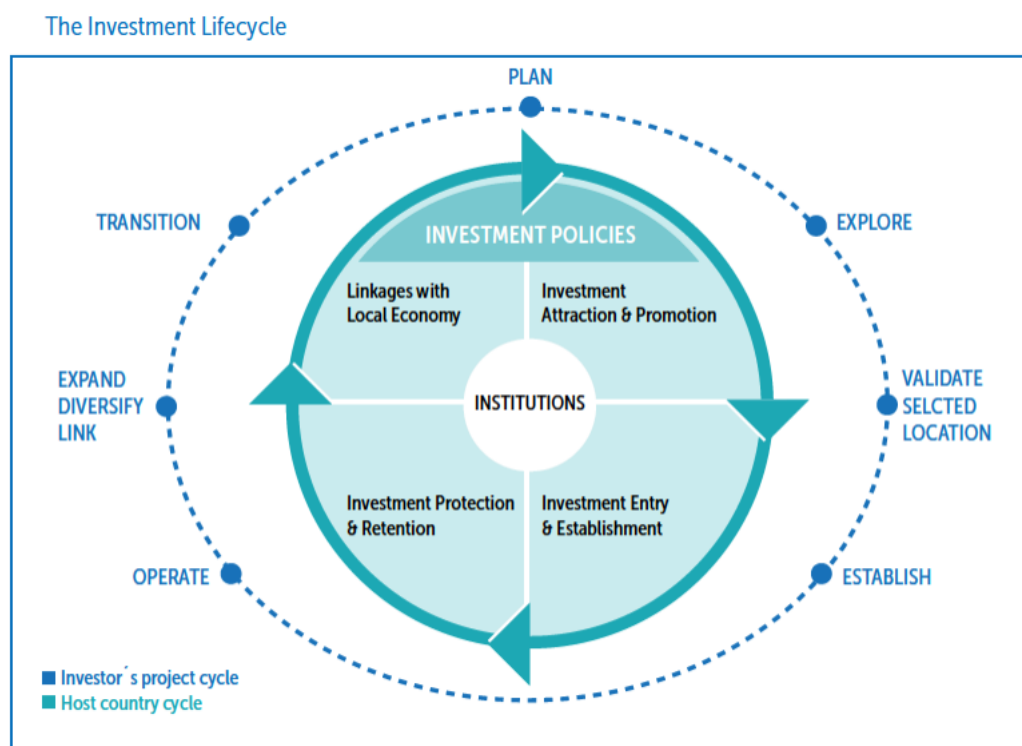 The Investment Lifecycle
PLAN
TRANSITION
EXPLORE
INVESTMENT POLICIES
Linkages with
Local Economy
Investment
Attraction & Promotion
EXPAND
DIVERSIFY
LINK
INSTITUTIONS
VALIDATE
SELCTED
LOCATION
Investment Protection
& Retention
Investment Entry
& Establishment
OPERATE
ESTABLISH
Investor´s project cycle
Host country cycle